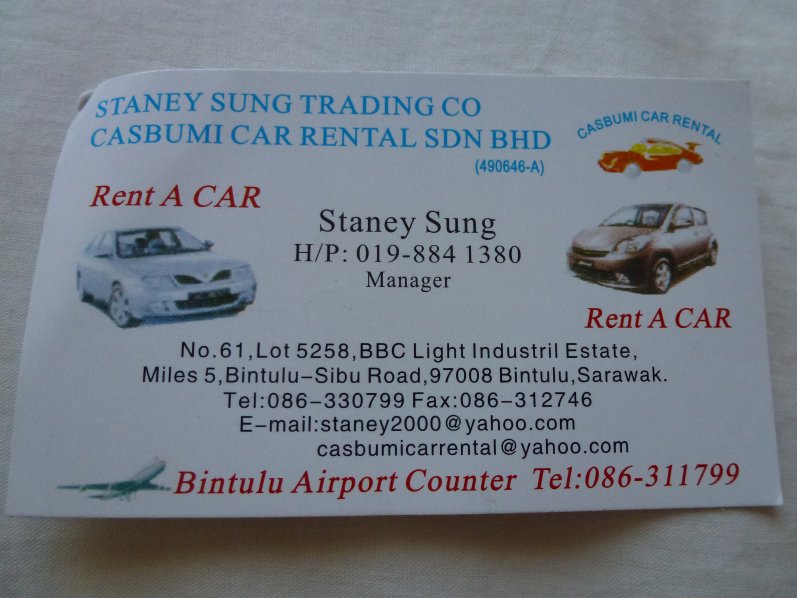 STANEY SUNG TRADING CO
CASBUMI CAR RENTAL SDN BHD
(490646-A)
CASBUMI CAR RENTAL
Rent A CAR
Staney Sung
H/P: 019-884 1380
Manager
Rent A CAR
No.61,Lot 5258,BBC Light Industril Estate,
Miles 5,Bintulu-Sibu Road,97008 Bintulu,Sarawak.
Tel:086-330799 Fax:086-312746
E-mail:staney2000@yahoo.com
casbumicarrental@yahoo.com
Bintulu Airport Counter Tel:086-311799